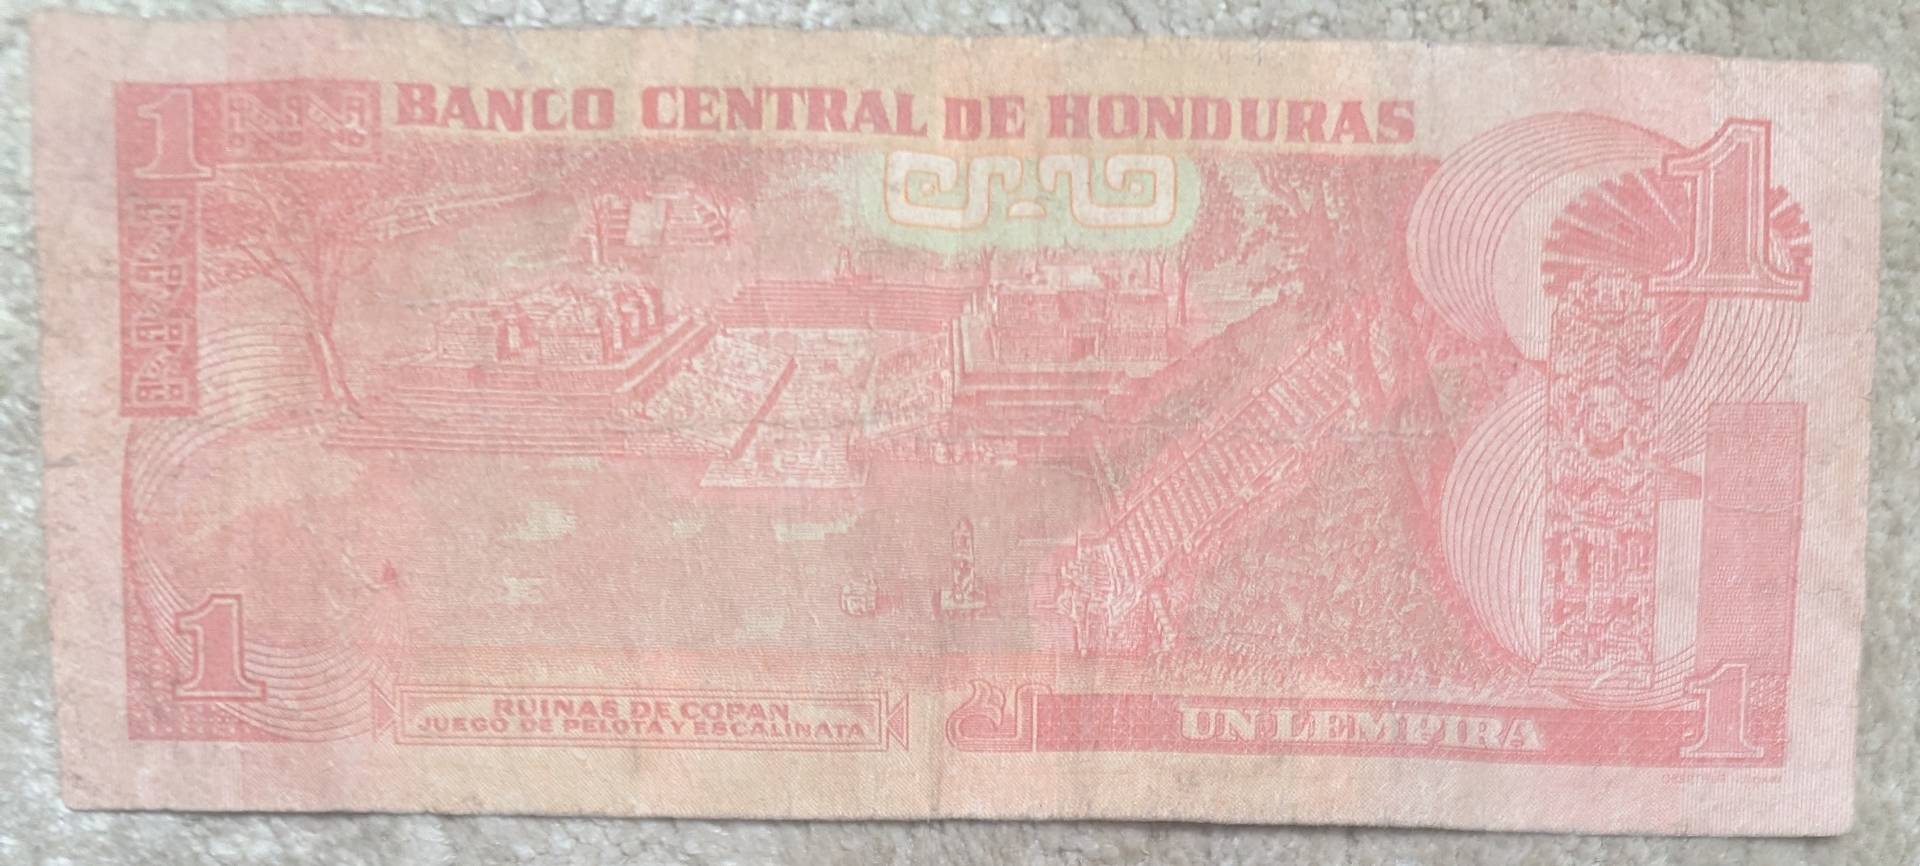 1 BANCO CENTRAL DE HONDURAS 1
1
RUINAS DE COPAN
JUEGO DE PELOTA Y ESCALINATA
UN LEMPIRA 1